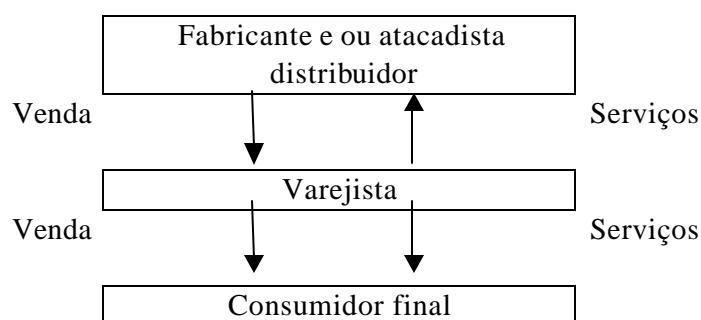 Fabricante e ou atacadista
distribuidor
Venda
Serviços
Varejista
Venda
Serviços
Consumidor final